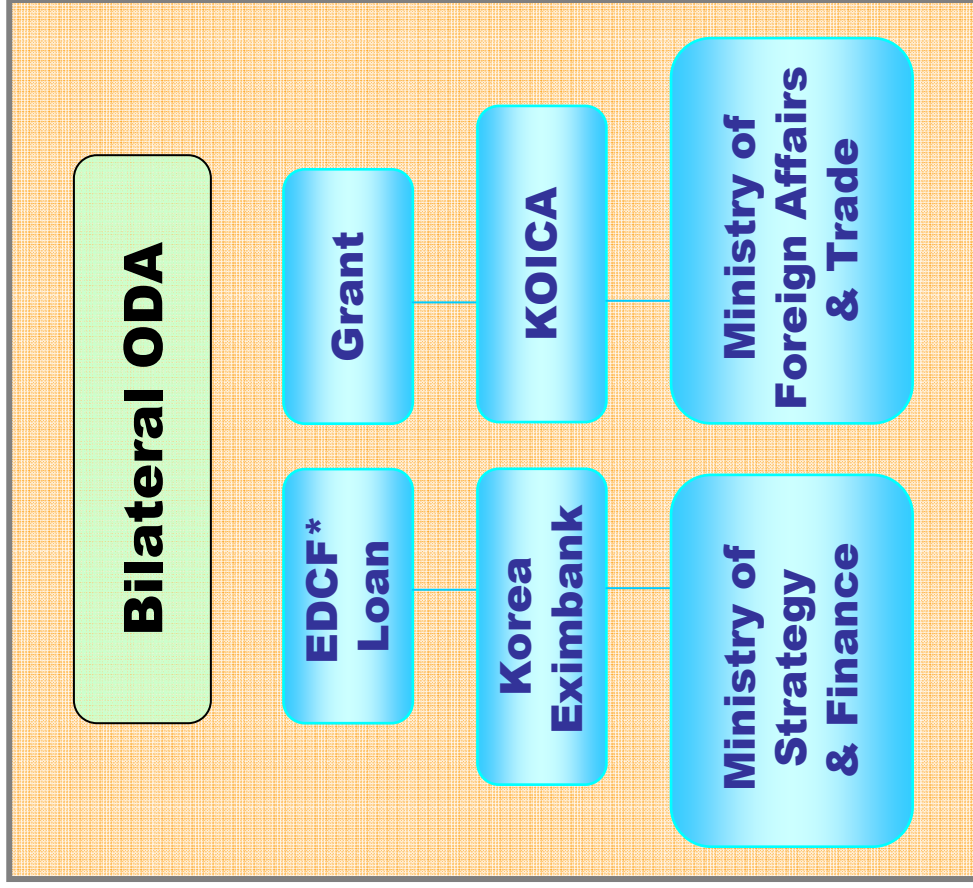 Bilateral ODA
EDCF*
Loan
Grant
Korea
Eximbank
KOICA
Ministry of
Strategy
& Finance
Ministry of
Foreign Affairs
& Trade